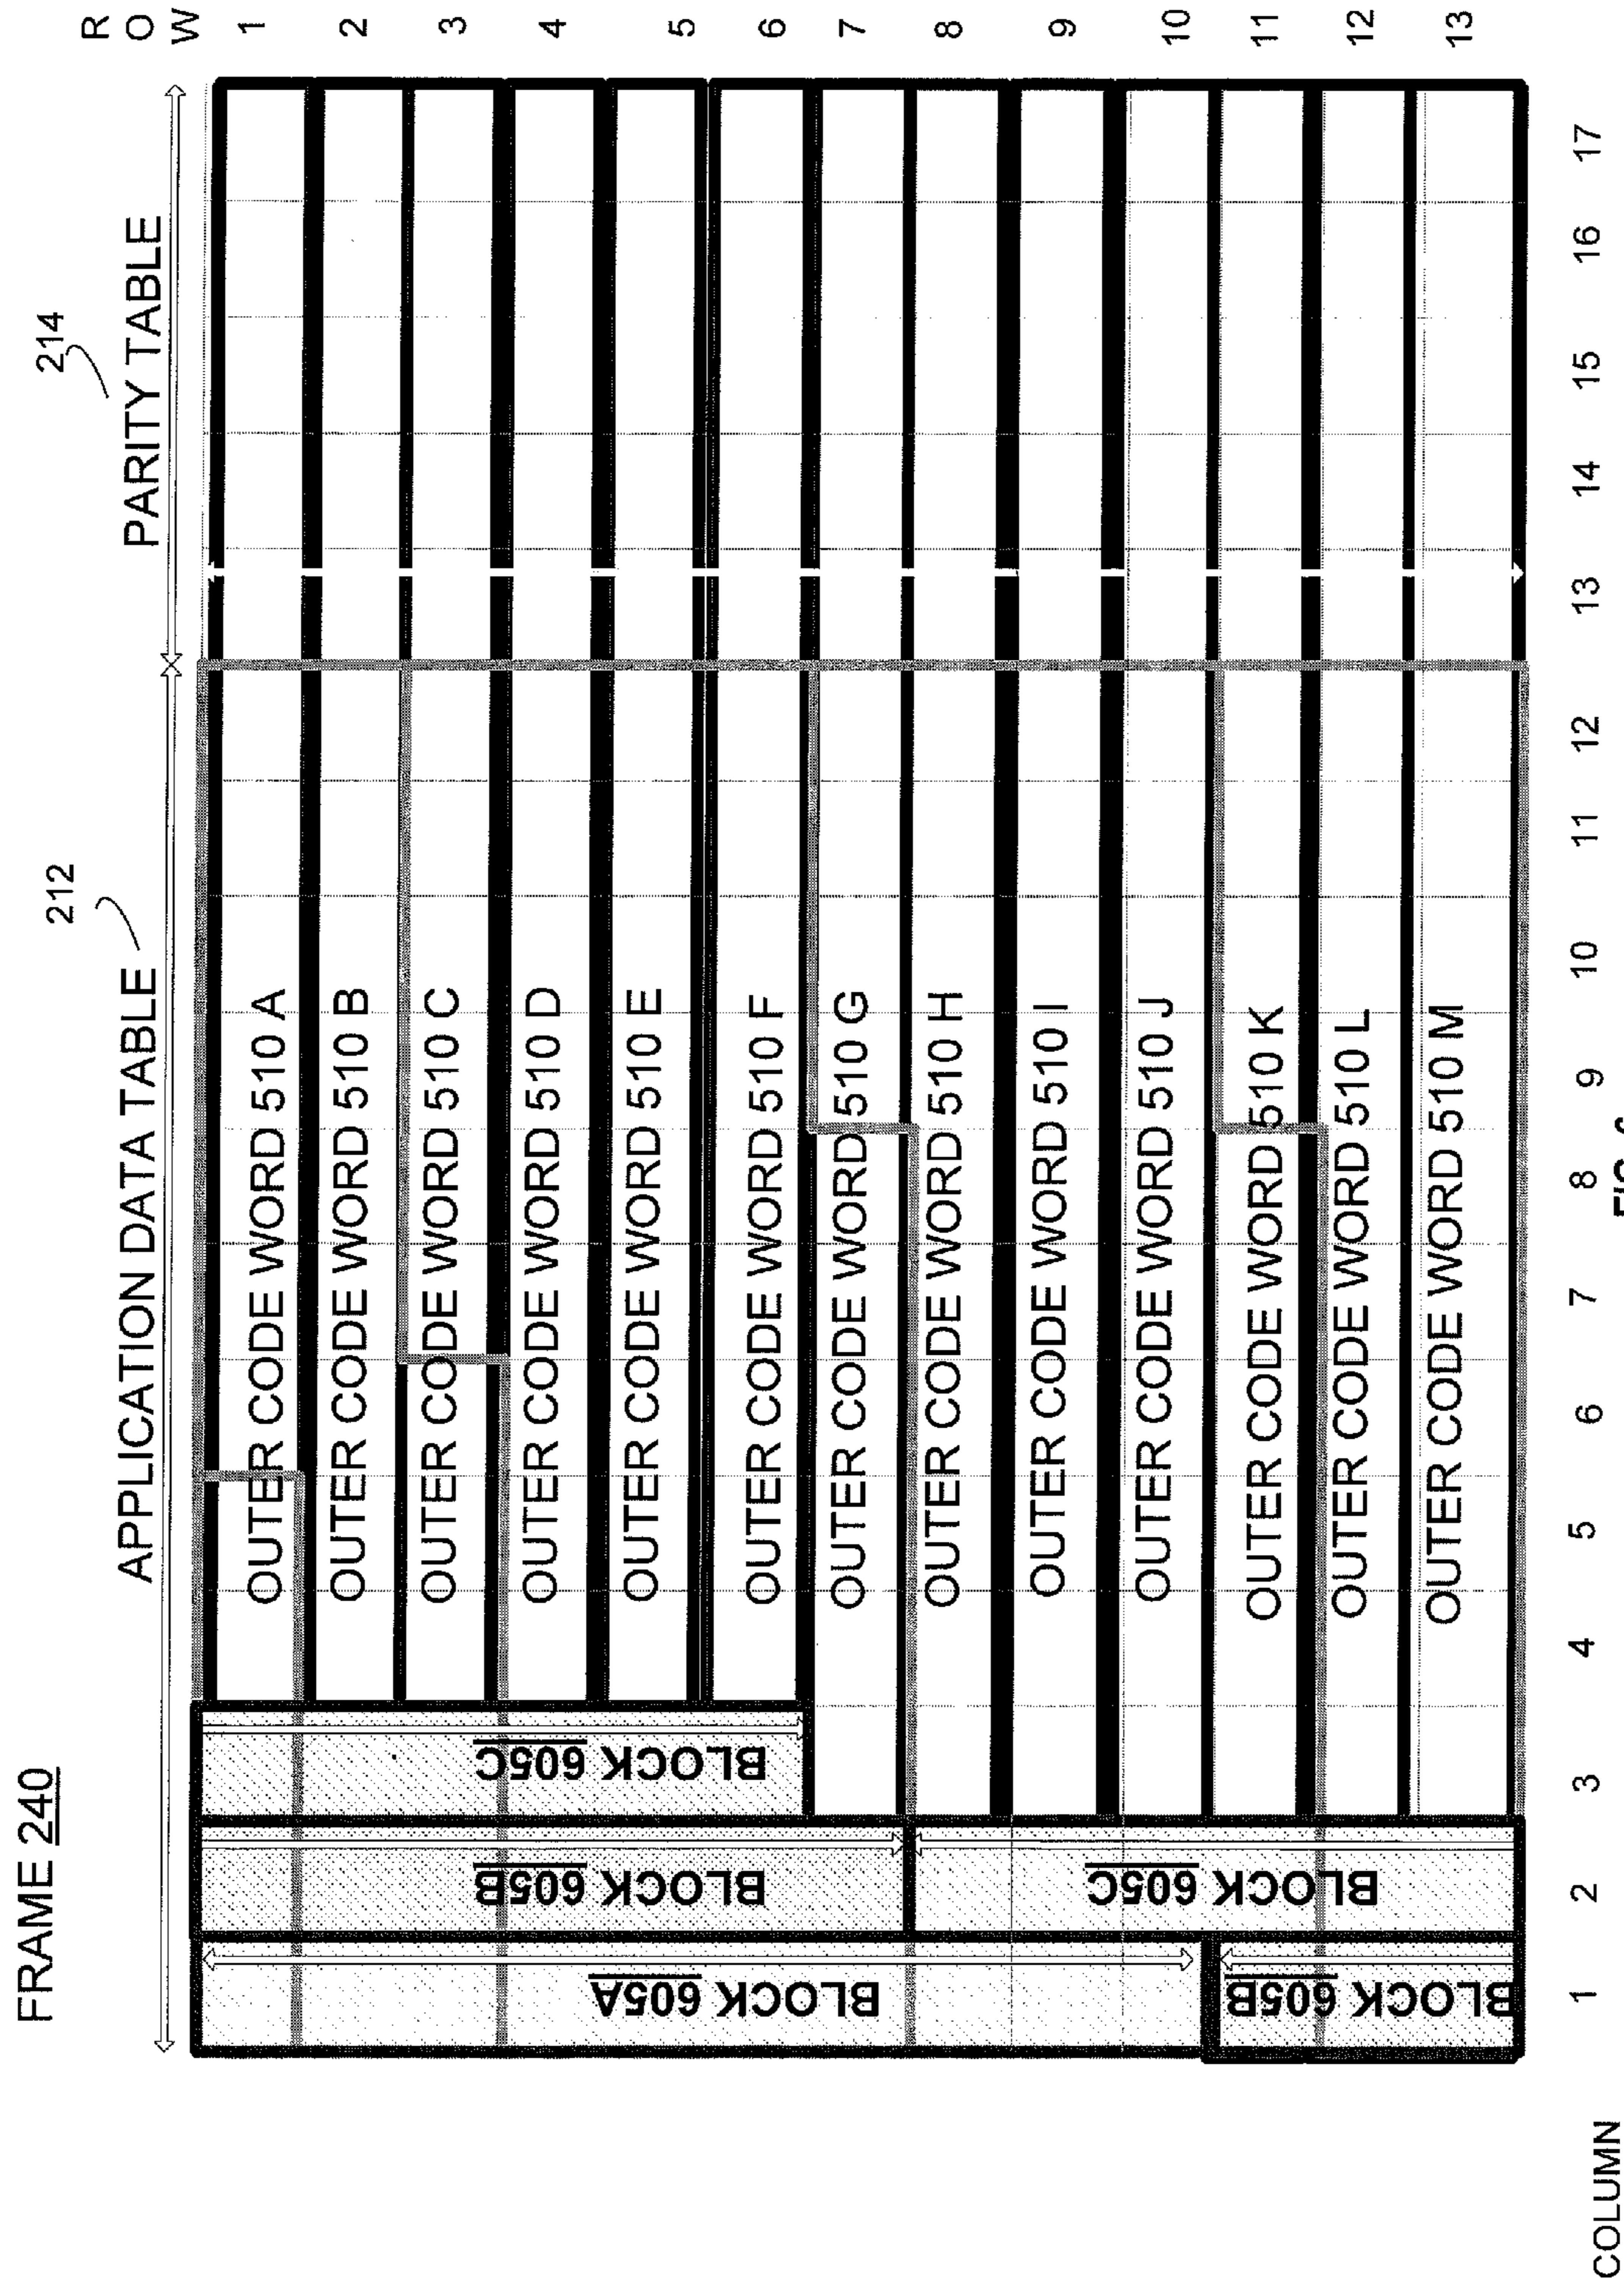 FRAME 240
212
214
APPLICATION DATA TABLE
PARITY TABLE
ROW
OUTER CODE WORD 510 A
1
OUTER CODE WORD 510 B
2
OUTER CODE WORD 510 C
3
OUTER CODE WORD 510 D
4
OUTER CODE WORD 510 E
5
OUTER CODE WORD 510 F
6
OUTER CODE WORD 510 G
7
OUTER CODE WORD 510 H
8
OUTER CODE WORD 510 I
9
OUTER CODE WORD 510 J
10
OUTER CODE WORD 510 K
11
OUTER CODE WORD 510 L
12
OUTER CODE WORD 510 M
13
BLOCK 605A
BLOCK 605B
BLOCK 605B
BLOCK 605C
BLOCK 605C
COLUMN 1 2 3 4 5 6 7 8 9 10 11 12 13 14 15 16 17